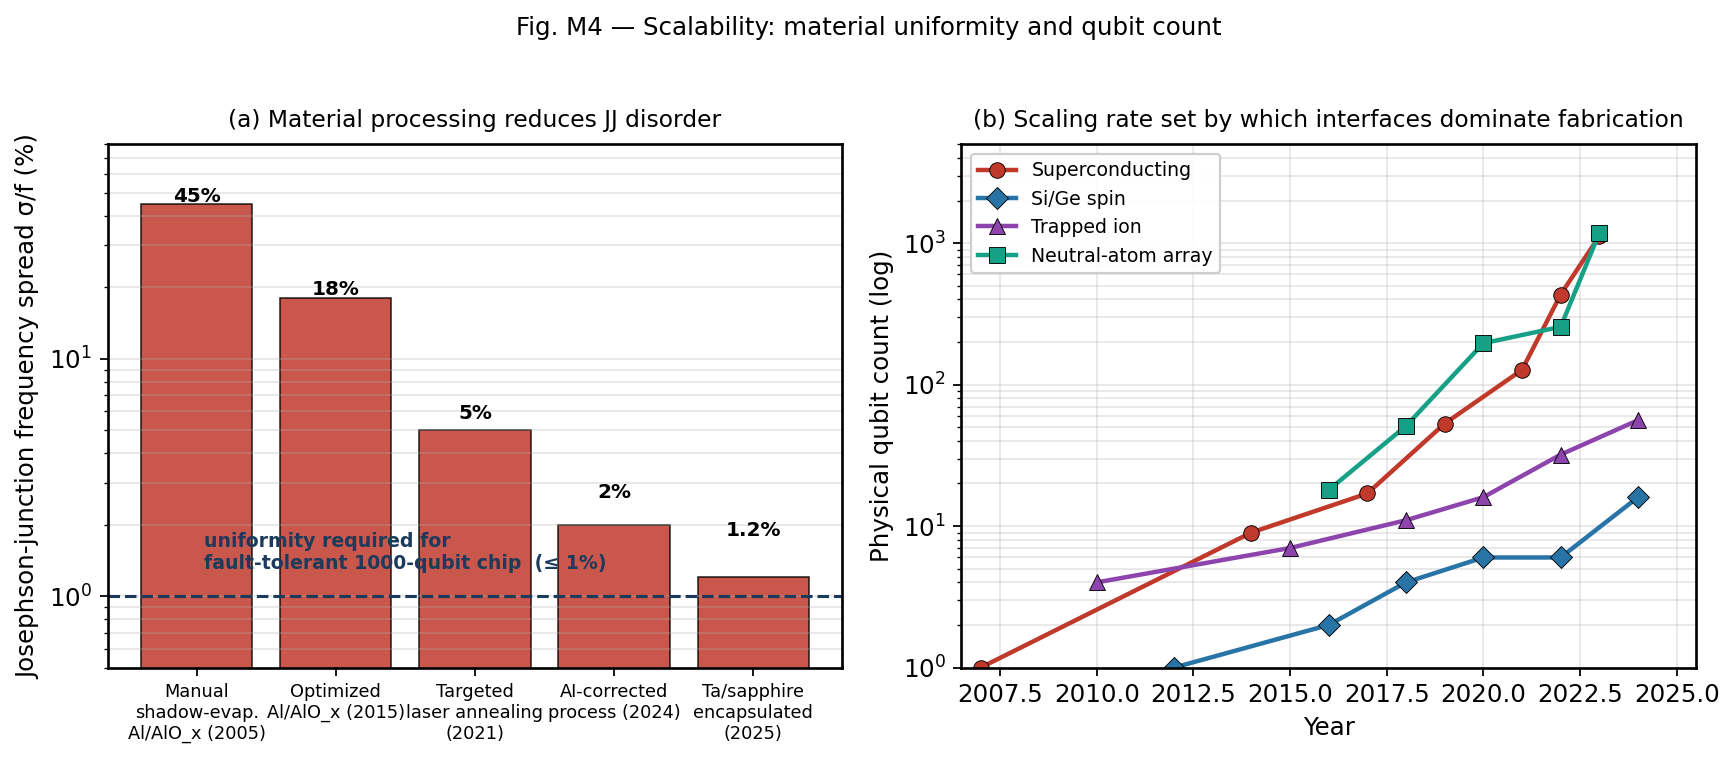 Fig. M4 — Scalability: material uniformity and qubit count
(a) Material processing reduces JJ disorder
Josephson-junction frequency spread σ/f (%)
10¹
10⁰
45%
18%
5%
2%
1.2%
uniformity required for
fault-tolerant 1000-qubit chip  (≤ 1%)
Manual
shadow-evap.
Al/AlO_x (2005)
Optimized
Al/AlO_x (2015)
Targeted
laser annealing
(2021)
AI-corrected
process (2024)
Ta/sapphire
encapsulated
(2025)
(b) Scaling rate set by which interfaces dominate fabrication
Superconducting
Si/Ge spin
Trapped ion
Neutral-atom array
Physical qubit count (log)
10³
10²
10¹
10⁰
2007.5 2010.0 2012.5 2015.0 2017.5 2020.0 2022.5 2025.0
Year